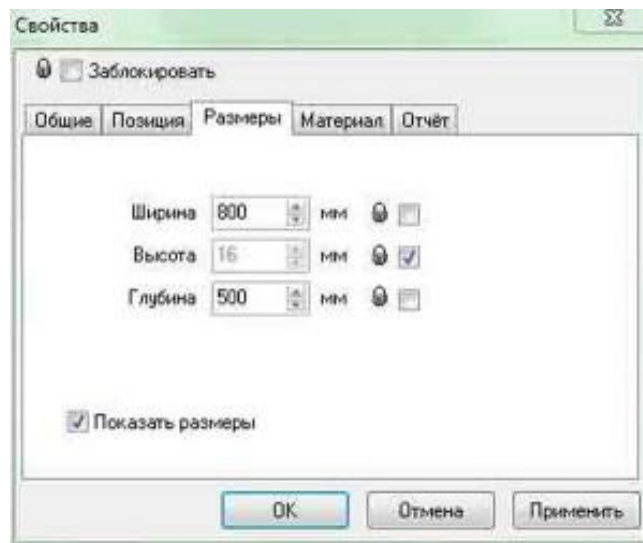 Свойства
Заблокировать
Общие Позиция Размеры Материал Отчёт
Ширина 800 мм
Высота 16 мм
Глубина 500 мм
Показать размеры
OK Отмена Применить